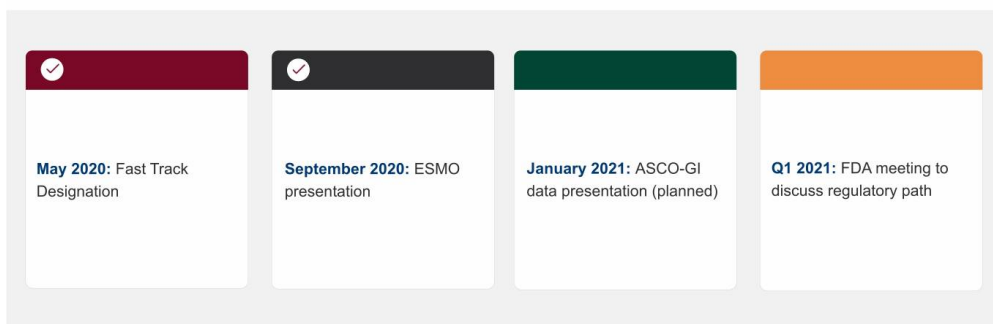 May 2020: Fast Track
Designation
September 2020: ESMO
presentation
January 2021: ASCO-GI
data presentation (planned)
Q1 2021: FDA meeting to
discuss regulatory path